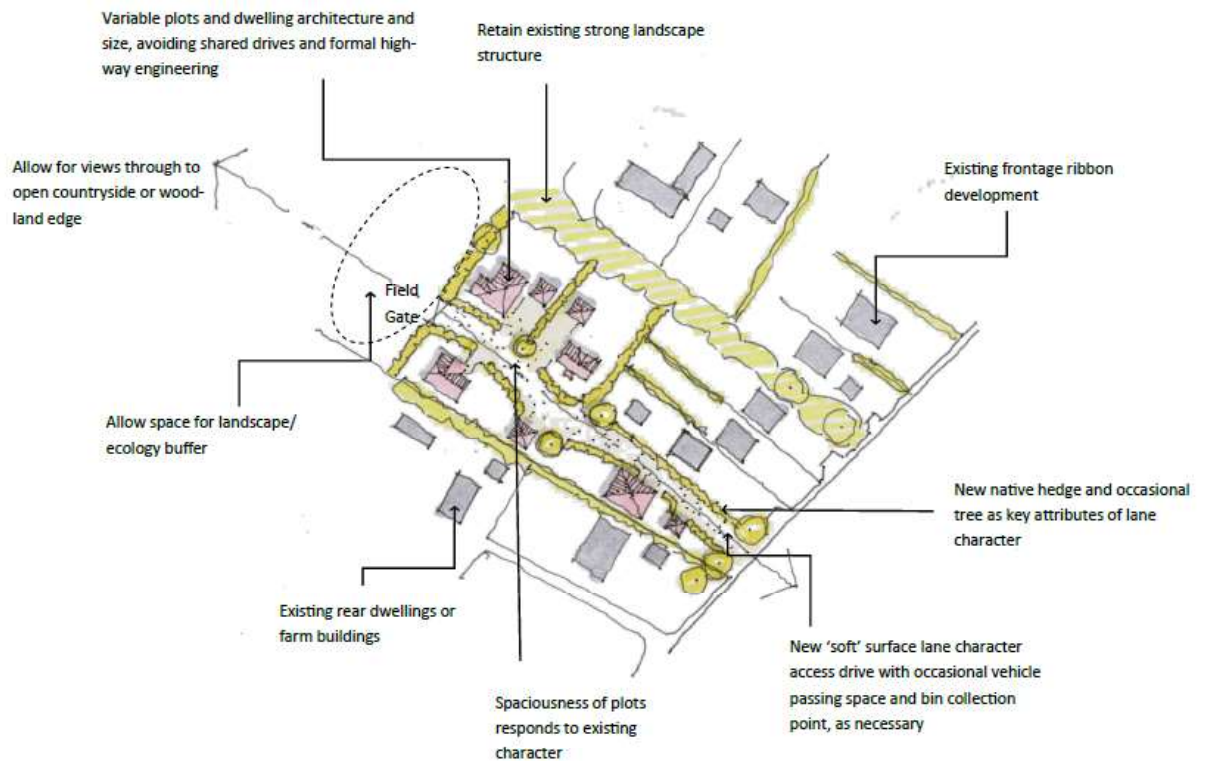 Variable plots and dwelling architecture and
size, avoiding shared drives and formal high-
way engineering
Retain existing strong landscape
structure
Allow for views through to
open countryside or wood-
land edge
Existing frontage ribbon
development
Field
Gate
Allow space for landscape/
ecology buffer
New native hedge and occasional
tree as key attributes of lane
character
Existing rear dwellings or
farm buildings
New ‘soft’ surface lane character
access drive with occasional vehicle
passing space and bin collection
point, as necessary
Spaciousness of plots
responds to existing
character